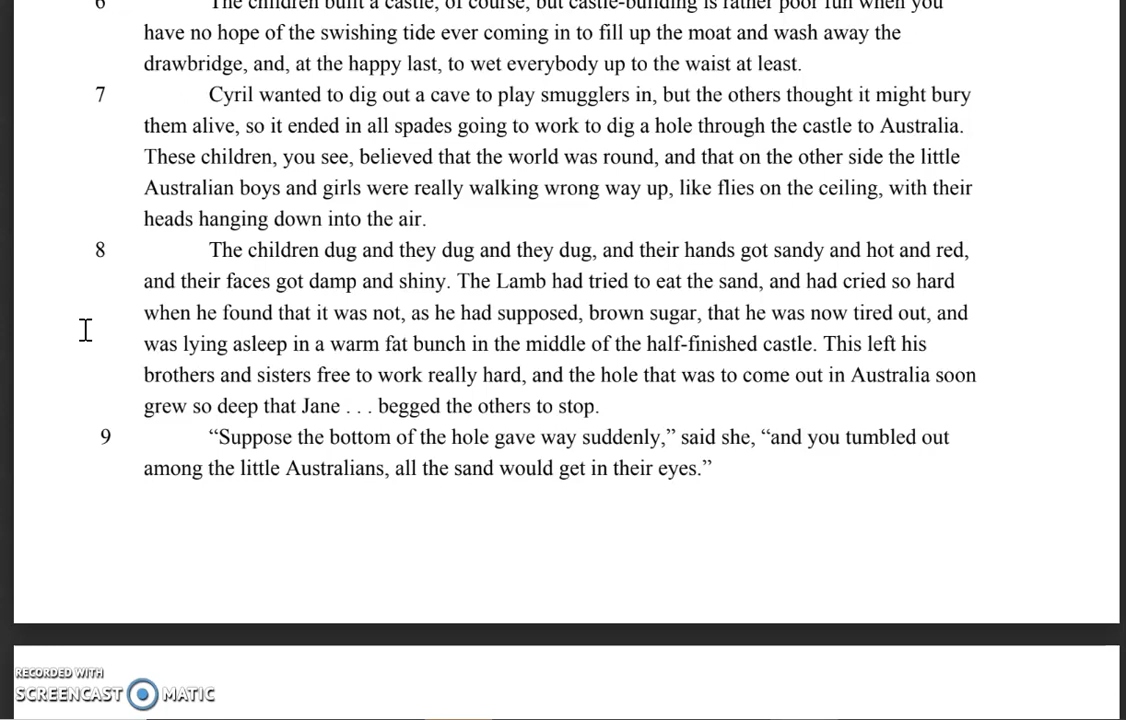 6 The children built a castle, of course, but castle-building is rather poor fun when you
have no hope of the swishing tide ever coming in to fill up the moat and wash away the
drawbridge, and, at the happy last, to wet everybody up to the waist at least.
7 Cyril wanted to dig out a cave to play smugglers in, but the others thought it might bury
them alive, so it ended in all spades going to work to dig a hole through the castle to Australia.
These children, you see, believed that the world was round, and that on the other side the little
Australian boys and girls were really walking wrong way up, like flies on the ceiling, with their
heads hanging down into the air.
8 The children dug and they dug and they dug, and their hands got sandy and hot and red,
and their faces got damp and shiny. The Lamb had tried to eat the sand, and had cried so hard
when he found that it was not, as he had supposed, brown sugar, that he was now tired out, and
was lying asleep in a warm fat bunch in the middle of the half-finished castle. This left his
brothers and sisters free to work really hard, and the hole that was to come out in Australia soon
grew so deep that Jane . . . begged the others to stop.
9 “Suppose the bottom of the hole gave way suddenly,” said she, “and you tumbled out
among the little Australians, all the sand would get in their eyes.”
RECORDED WITH
SCREENCAST MATIC